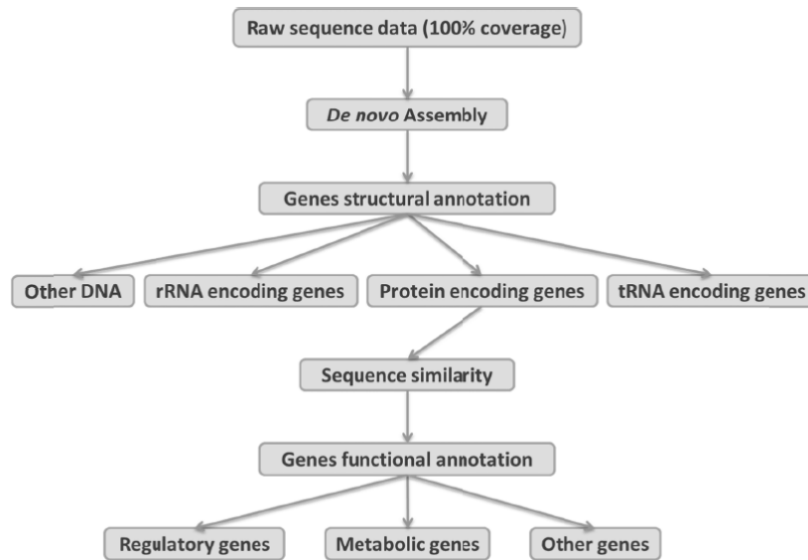 Raw sequence data (100% coverage)
De novo Assembly
Genes structural annotation
Other DNA
rRNA encoding genes
Protein encoding genes
tRNA encoding genes
Sequence similarity
Genes functional annotation
Regulatory genes
Metabolic genes
Other genes